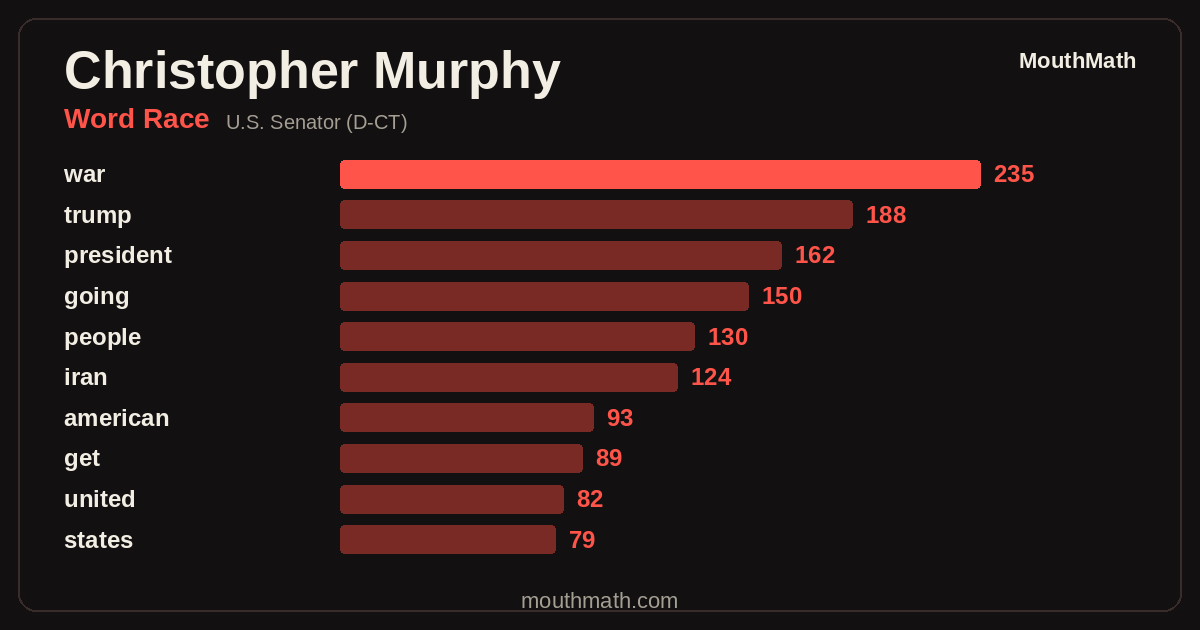 Christopher Murphy
MouthMath
Word Race U.S. Senator (D-CT)
war 235
trump 188
president 162
going 150
people 130
iran 124
american 93
get 89
united 82
states 79
mouthmath.com